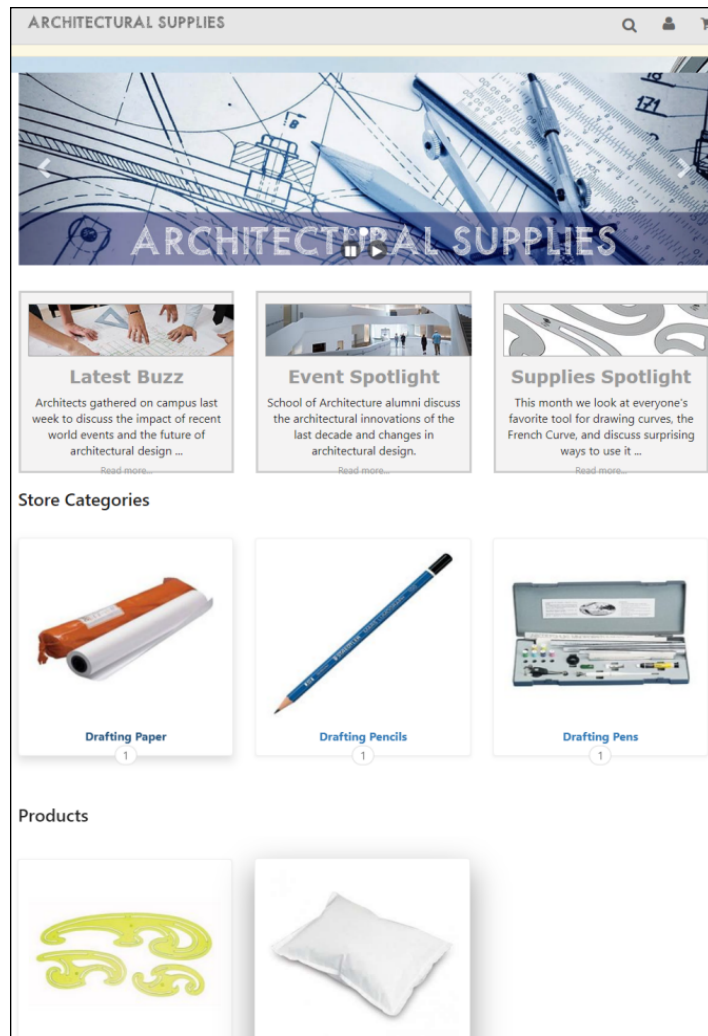 ARCHITECTURAL SUPPLIES
18
171
8
ARCHITECTURAL SUPPLIES
Latest Buzz
Architects gathered on campus last
week to discuss the impact of recent
world events and the future of
architectural design ...
Read more...
Event Spotlight
School of Architecture alumni discuss
the architectural innovations of the
last decade and changes in
architectural design.
Read more...
Supplies Spotlight
This month we look at everyone's
favorite tool for drawing curves, the
French Curve, and discuss surprising
ways to use it ...
Read more...
Store Categories
Drafting Paper
1
Drafting Pencils
1
Drafting Pens
1
Products